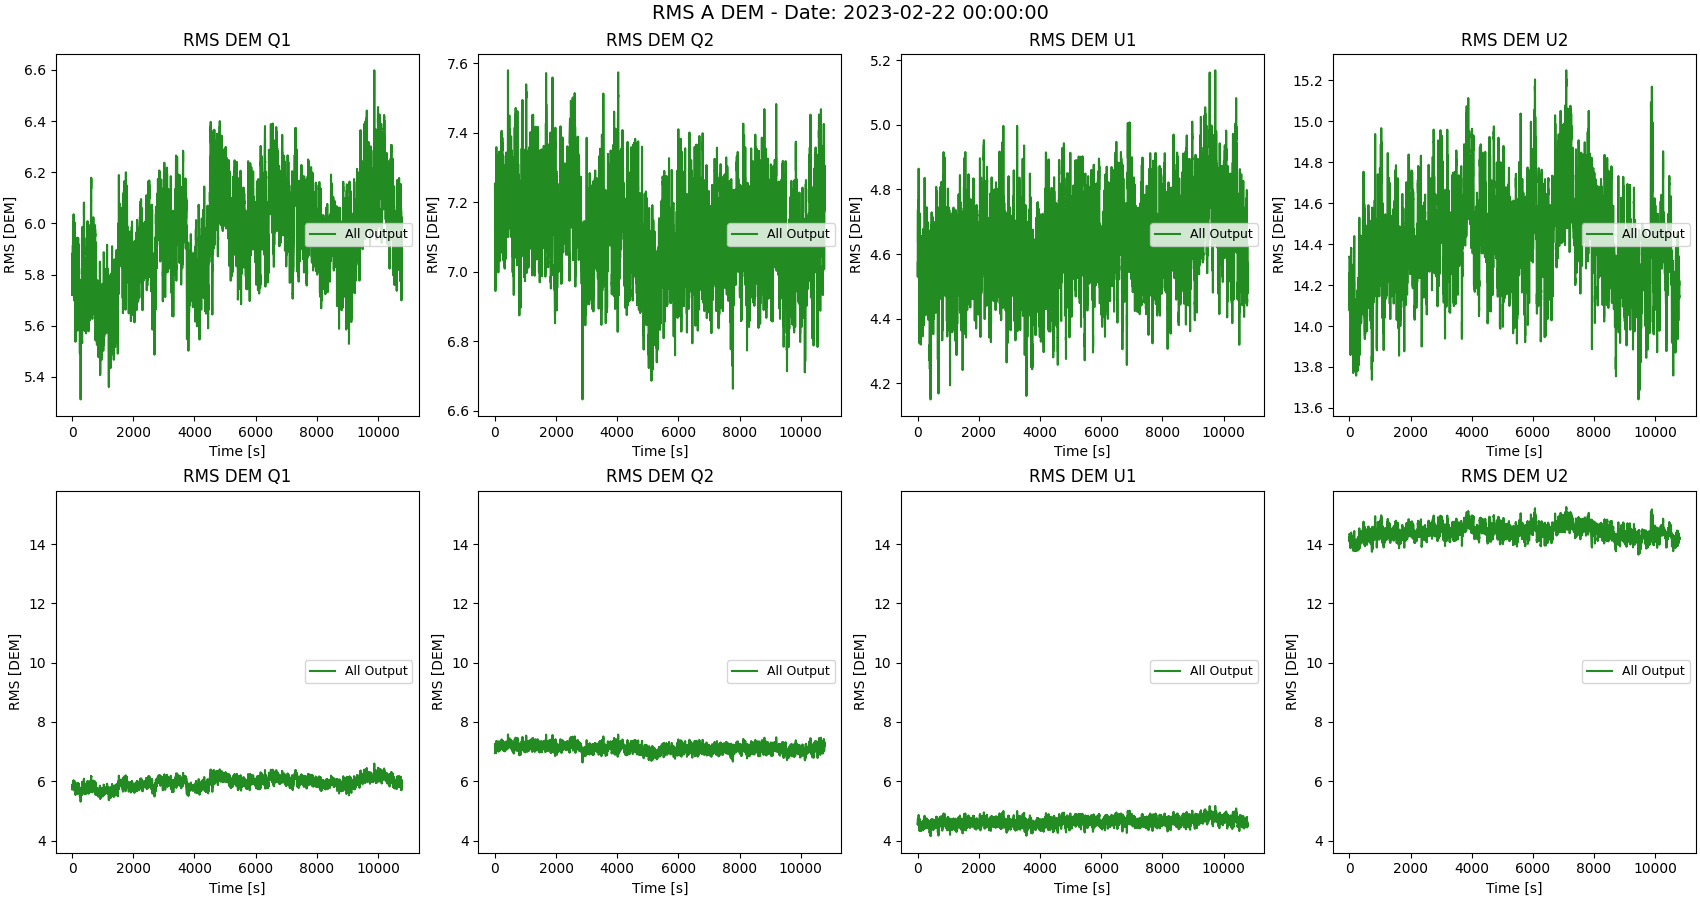 RMS A DEM - Date: 2023-02-22 00:00:00
RMS DEM Q1
RMS [DEM]
6.6
6.4
6.2
6.0
5.8
5.6
5.4
All Output
0 2000 4000 6000 8000 10000
Time [s]
RMS DEM Q2
RMS [DEM]
7.6
7.4
7.2
7.0
6.8
6.6
All Output
0 2000 4000 6000 8000 10000
Time [s]
RMS DEM U1
RMS [DEM]
5.2
5.0
4.8
4.6
4.4
4.2
All Output
0 2000 4000 6000 8000 10000
Time [s]
RMS DEM U2
RMS [DEM]
15.2
15.0
14.8
14.6
14.4
14.2
14.0
13.8
13.6
All Output
0 2000 4000 6000 8000 10000
Time [s]
RMS DEM Q1
RMS [DEM]
14
12
10
8
6
4
All Output
0 2000 4000 6000 8000 10000
Time [s]
RMS DEM Q2
RMS [DEM]
14
12
10
8
6
4
All Output
0 2000 4000 6000 8000 10000
Time [s]
RMS DEM U1
RMS [DEM]
14
12
10
8
6
4
All Output
0 2000 4000 6000 8000 10000
Time [s]
RMS DEM U2
RMS [DEM]
14
12
10
8
6
4
All Output
0 2000 4000 6000 8000 10000
Time [s]